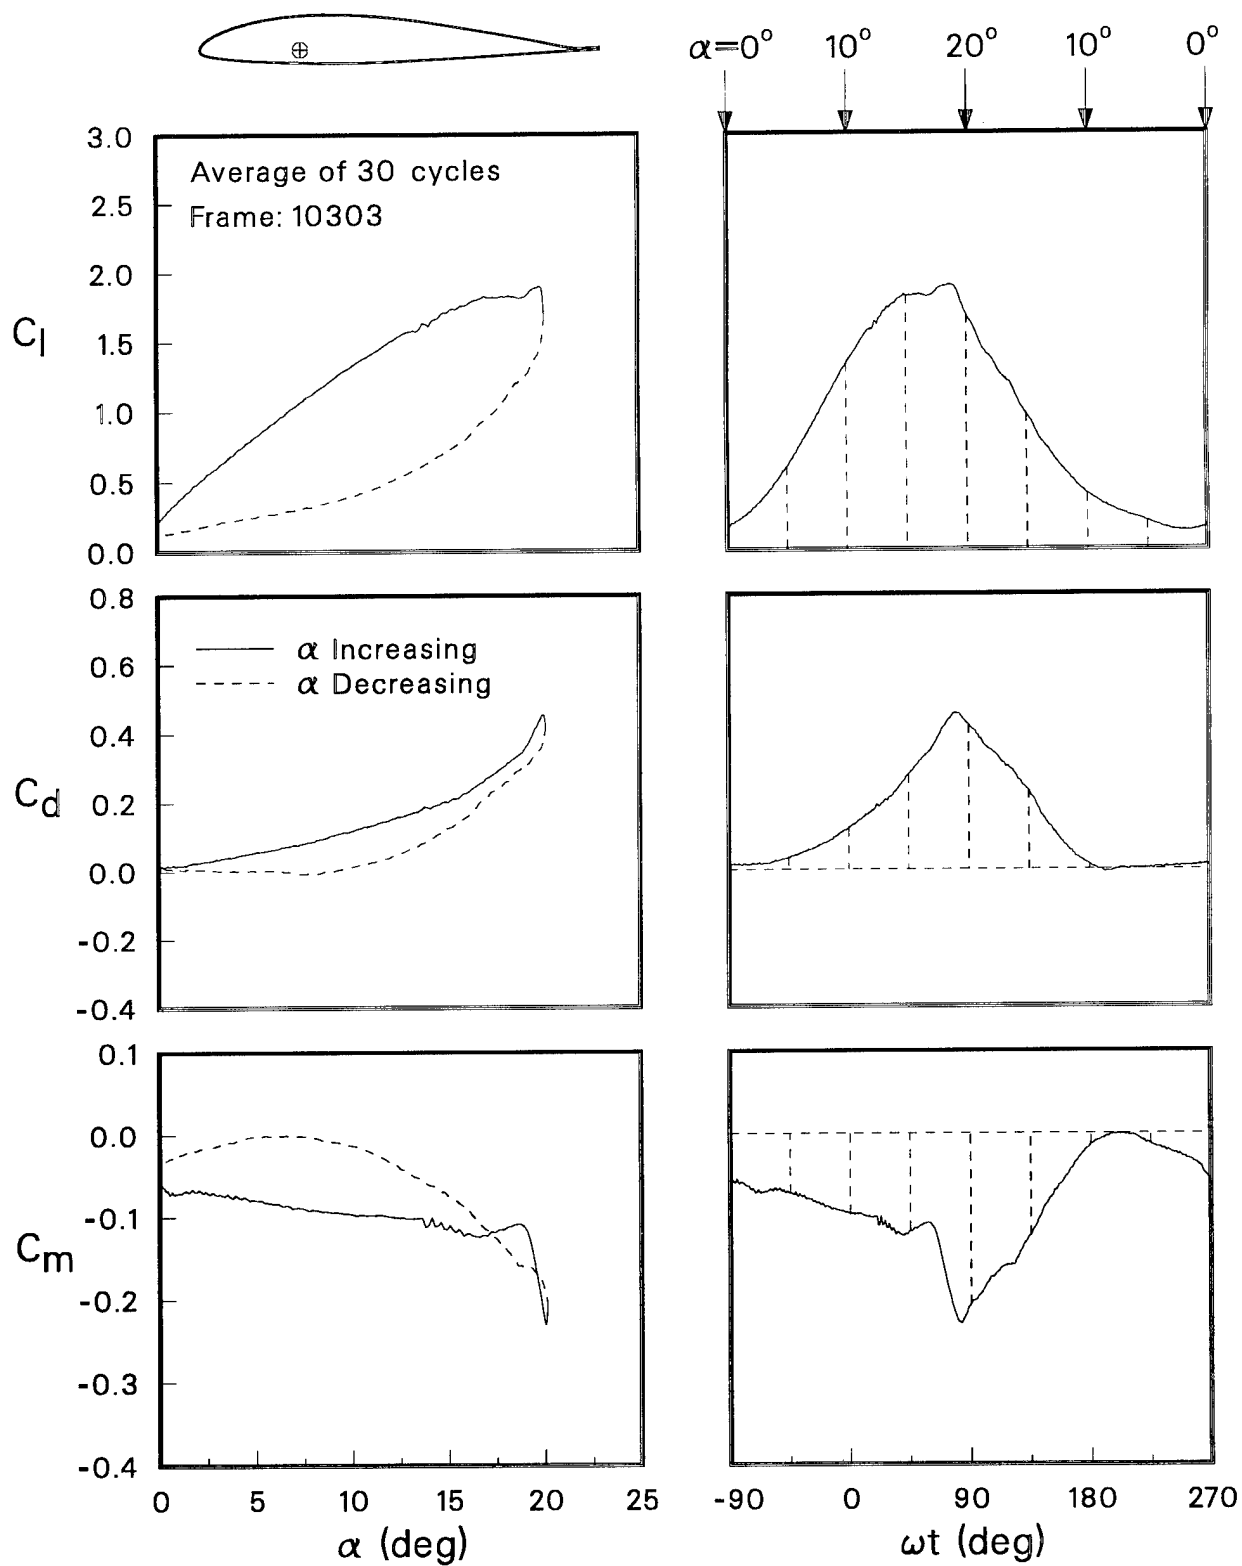 α=0° 10° 20° 10° 0°
3.0
2.5
2.0
1.5
1.0
0.5
0.0
Cl
Average of 30 cycles
Frame: 10303
0.8
0.6
0.4
0.2
0.0
-0.2
-0.4
Cd
α Increasing
α Decreasing
0.1
0.0
-0.1
-0.2
-0.3
-0.4
Cm
0 5 10 15 20 25
α (deg)
-90 0 90 180 270
ωt (deg)